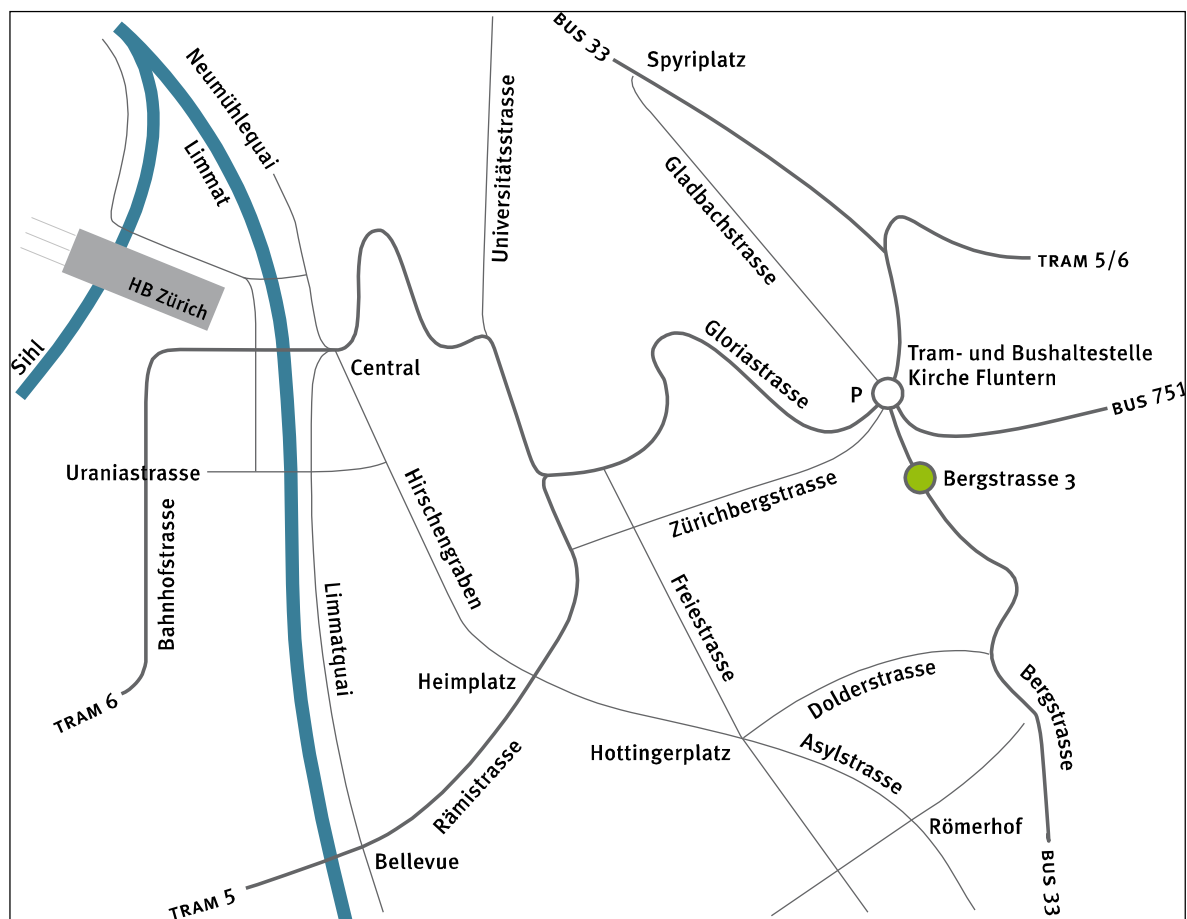 BUS 33
Spyriplatz
Neumühlequai
Limmat
Universitätsstrasse
Gladbachstrasse
TRAM 5/6
HB Zürich
Sihl
Central
Gloriastrasse
Tram- und Bushaltestelle
Kirche Fluntern
P
BUS 751
Uraniastrasse
Bergstrasse 3
Hirschengraben
Zürichbergstrasse
Bahnhofstrasse
Limmatquai
Freiestrasse
Heimplatz
TRAM 6
Dolderstrasse
Bergstrasse
Hottingerplatz
Asylstrasse
Rämistrasse
Römerhof
Bellevue
TRAM 5
BUS 33